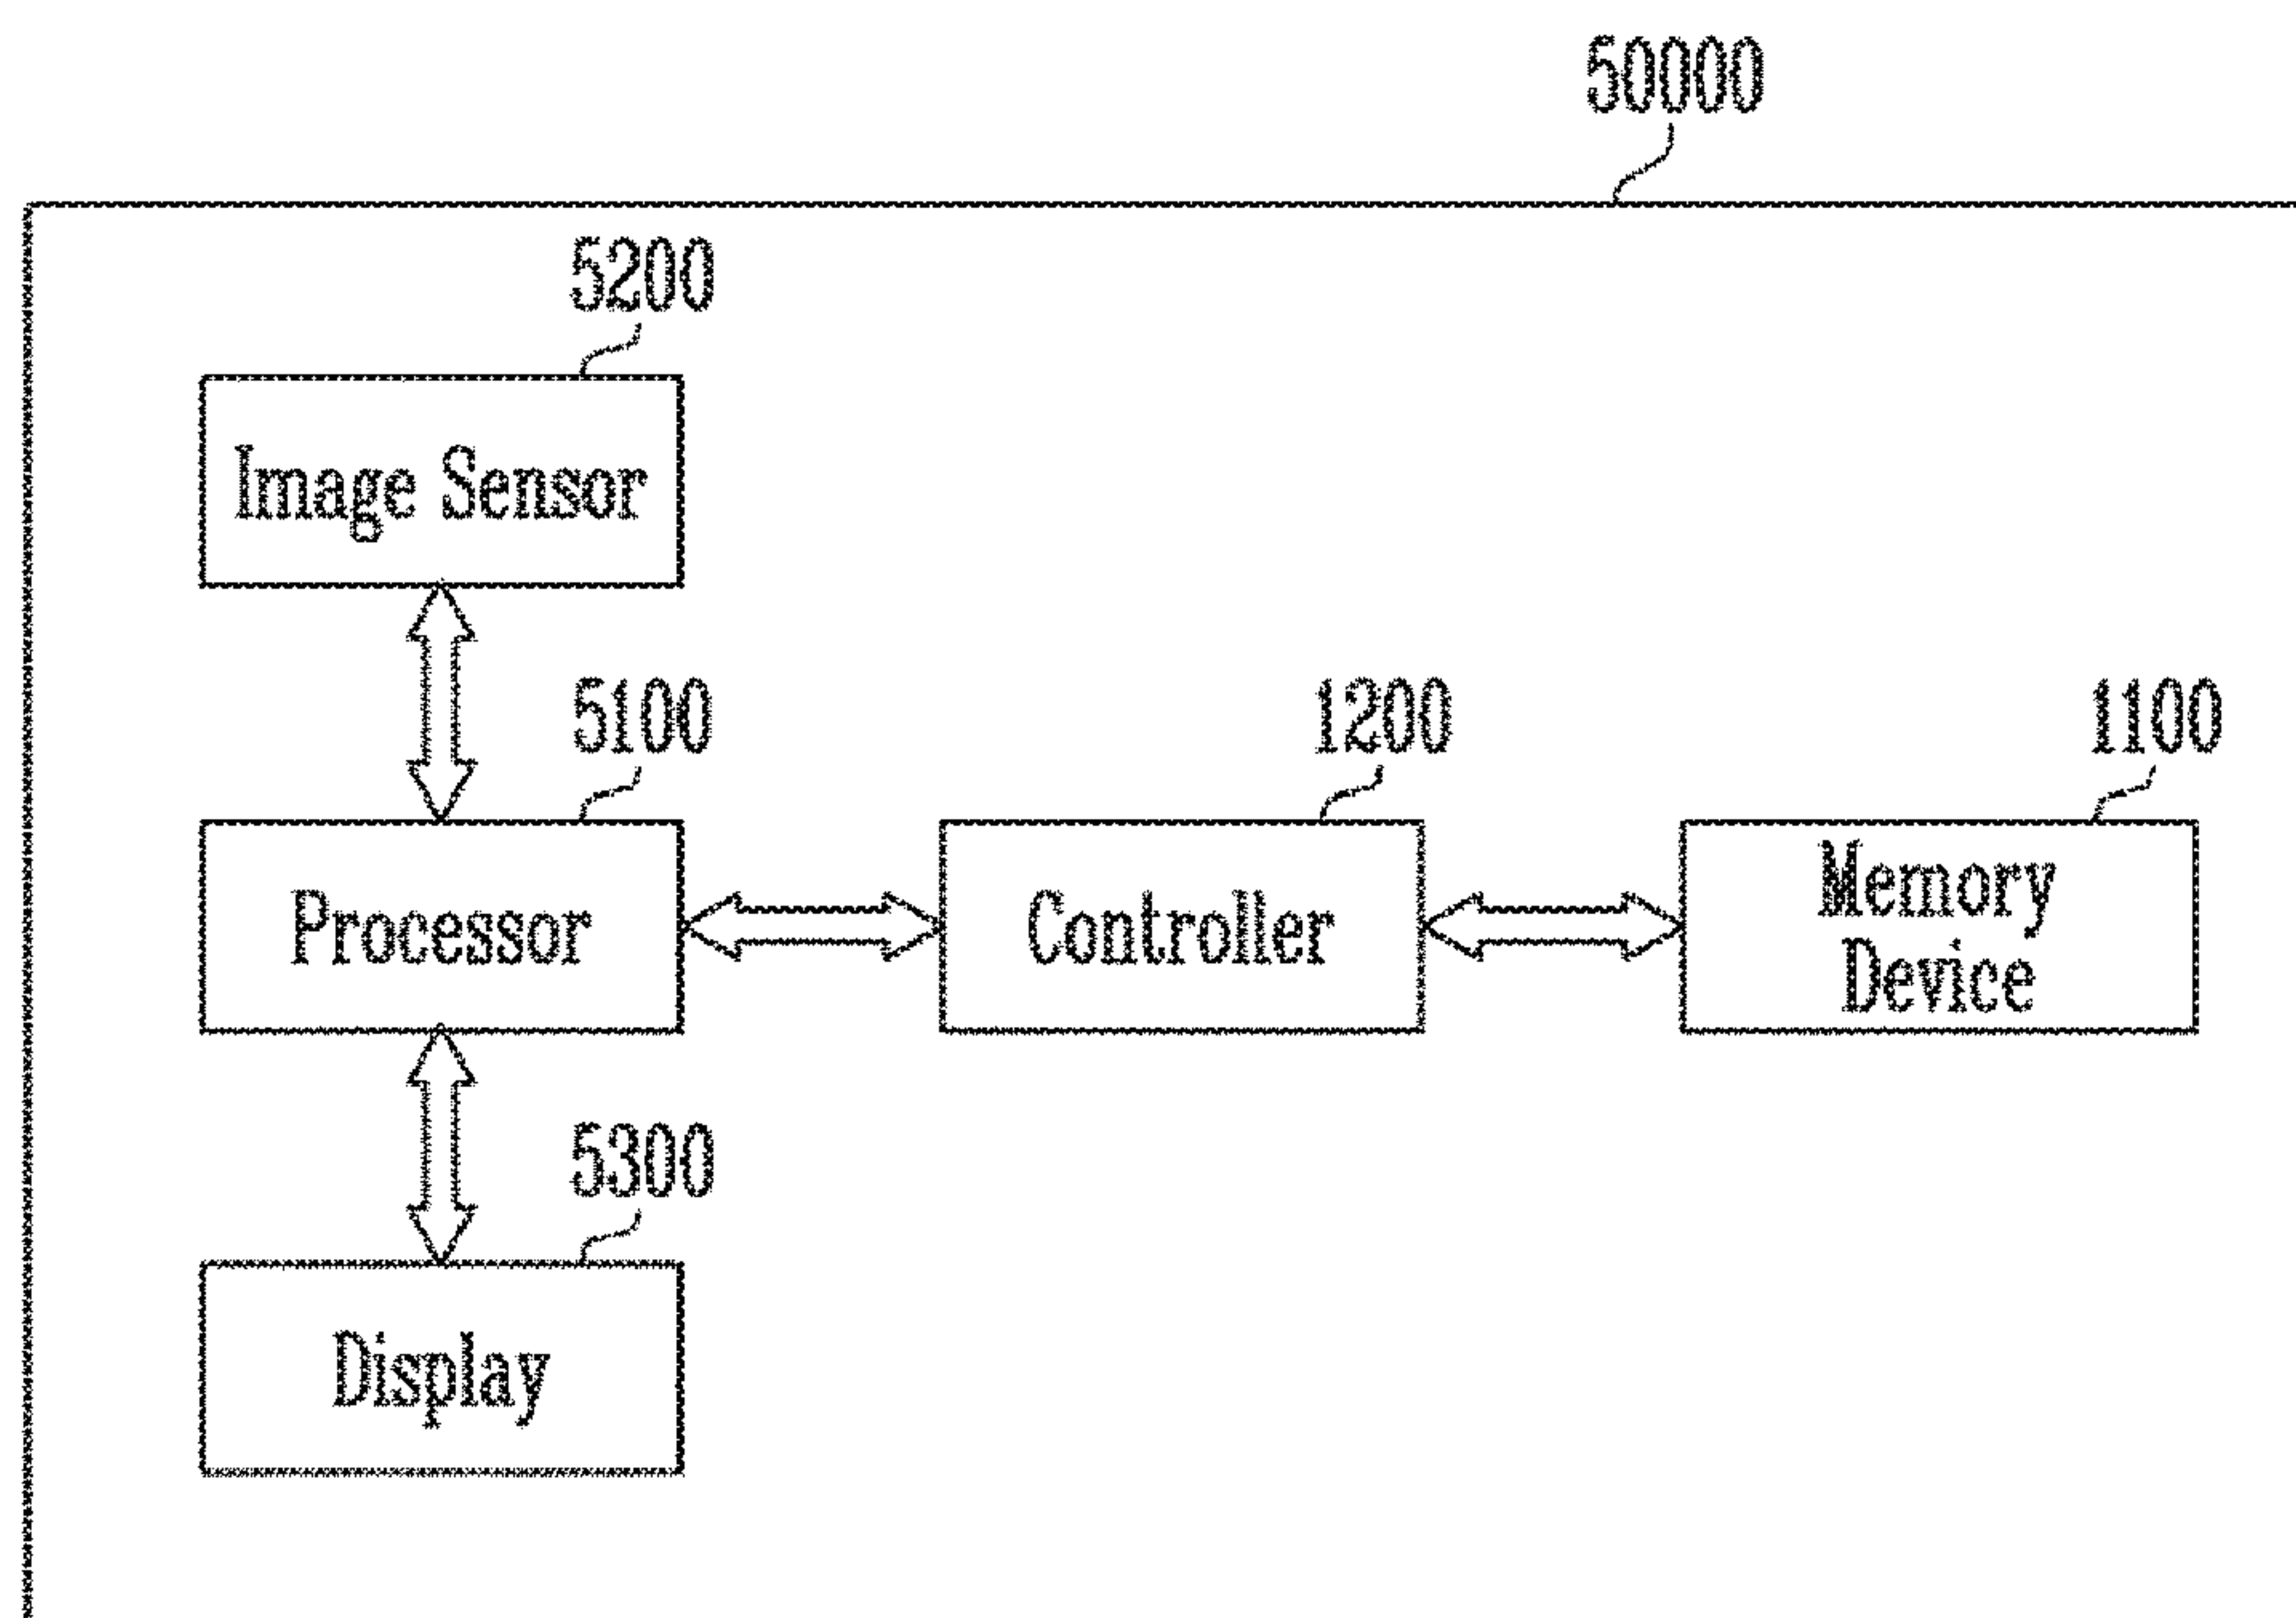 50000
5200
Image Sensor
5100
1200
1100
Processor
Controller
Memory
Device
5300
Display